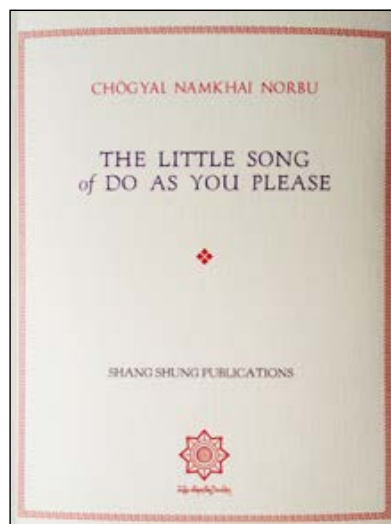 CHÖGYAL NAMKHAI NORBU
THE LITTLE SONG
of DO AS YOU PLEASE
SHANG SHUNG PUBLICATIONS